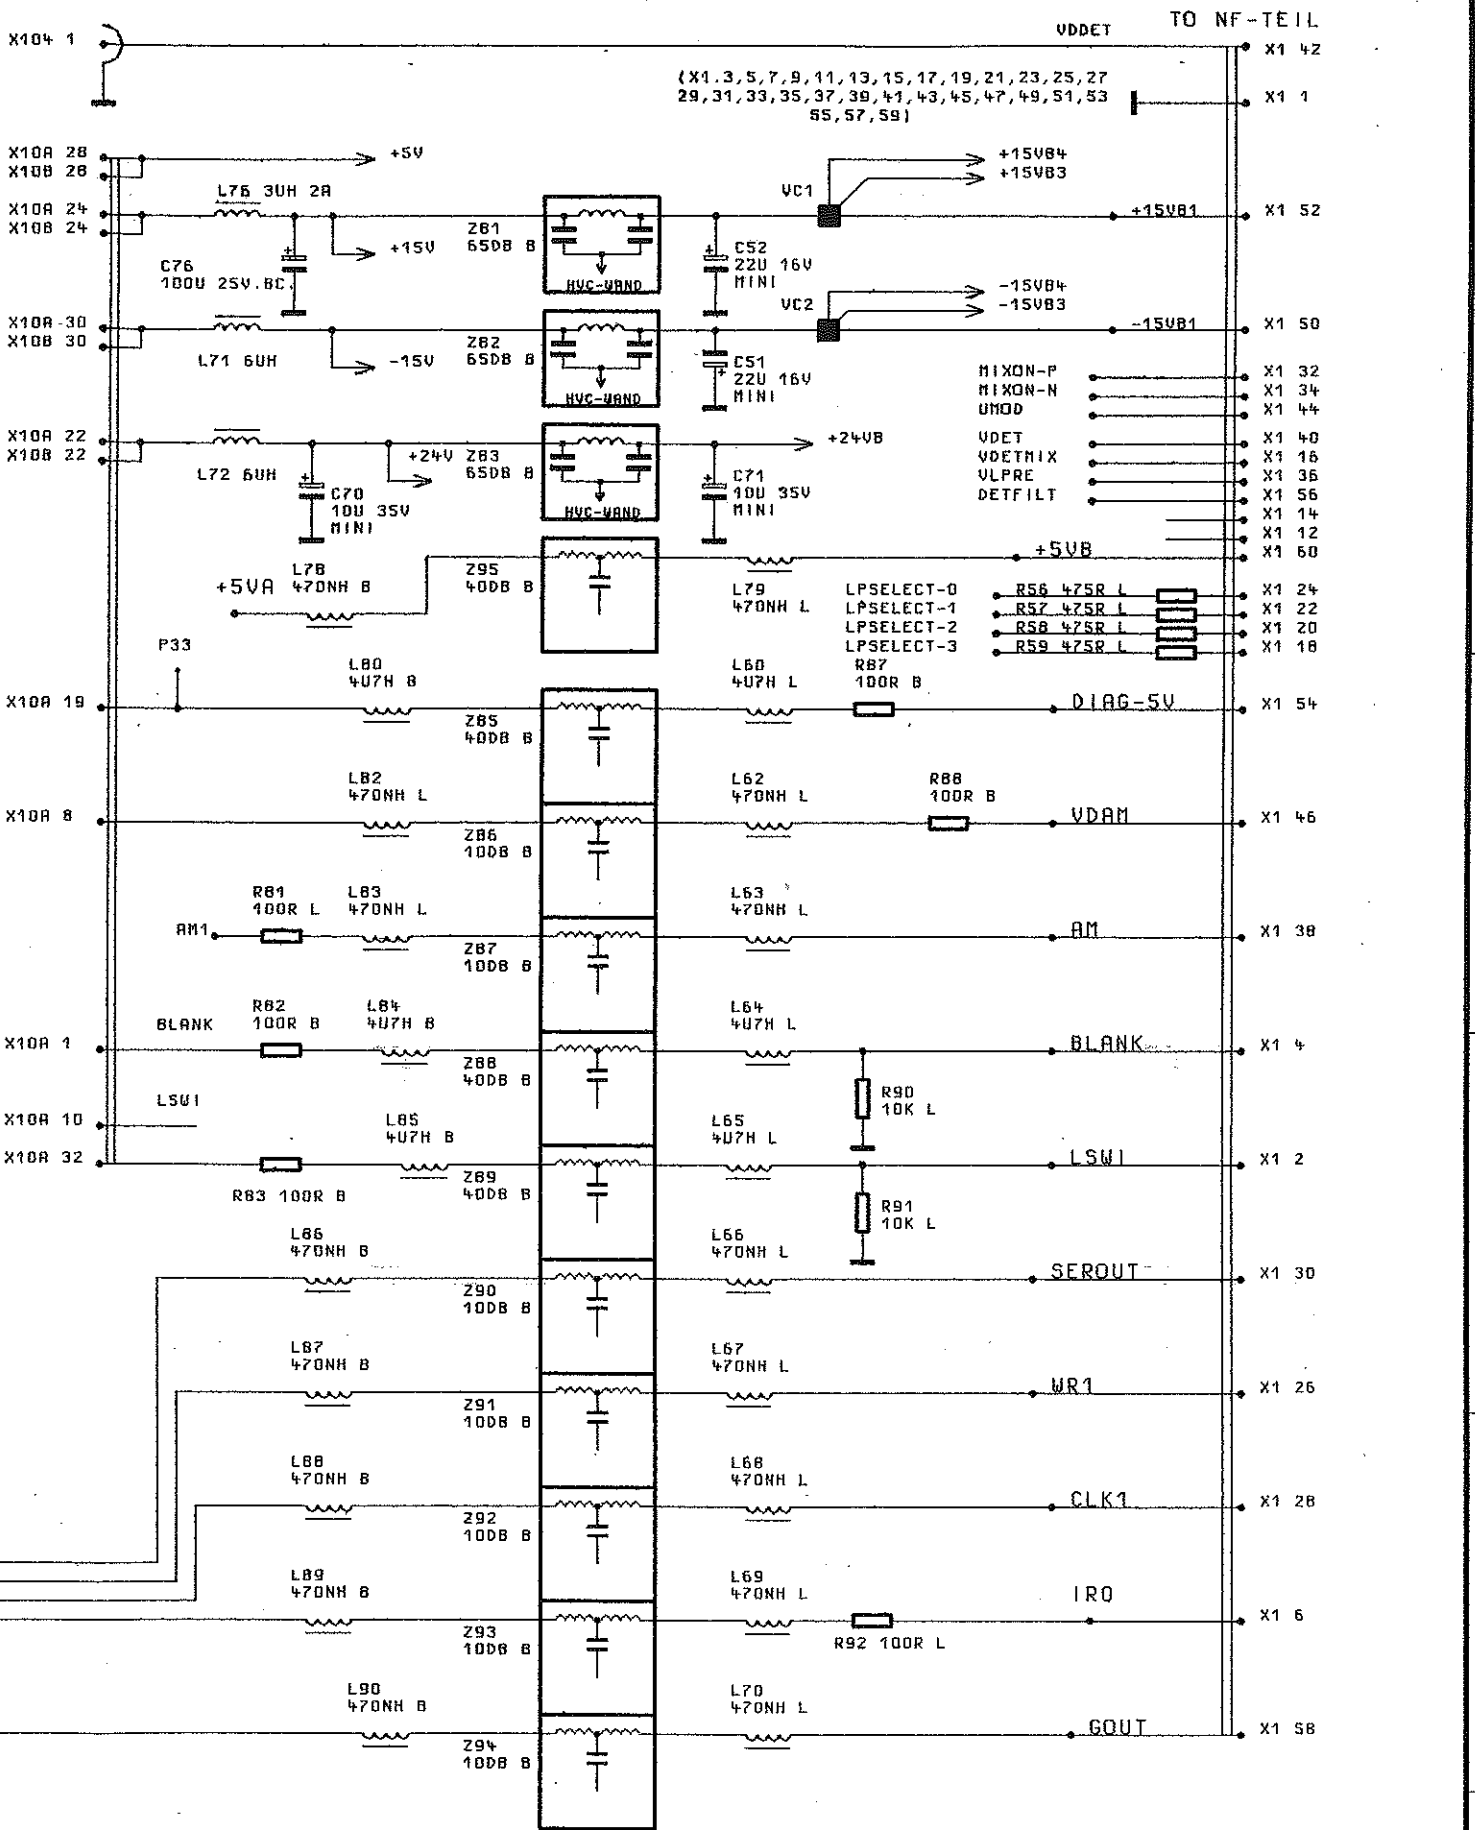 TO NF-TEIL
X104 1
VDDET
X1 42
(X1.3,5,7,9,11,13,15,17,19,21,23,25,27
29,31,33,35,37,39,41,43,45,47,49,51,53
55,57,59)
X1 1
X10A 28
X10B 28
+5V
+15VB4
+15VB3
L76 3UH 2A
VC1
X10A 24
X10B 24
+15VB1
X1 52
Z81
65DB B
+15V
C76
100U 25V.BC.
C52
22U 16V
MINI
HVC-WAND
-15VB4
-15VB3
VC2
X10A 30
X10B 30
-15VB1
X1 50
L71 6UH
-15V
Z82
65DB B
C51
22U 16V
MINI
HVC-WAND
MIXON-P
X1 32
MIXON-N
X1 34
UMOD
X1 44
X10A 22
X10B 22
+24VB
VDET
X1 40
L72 6UH
+24V
Z83
65DB B
VDETMIX
X1 16
VLPRE
X1 36
DETFILT
X1 56
C70
10U 35V
MINI
C71
10U 35V
MINI
HVC-WAND
X1 14
X1 12
+5VB
X1 60
+5VA
L78
470NH B
Z95
40DB B
L79
470NH L
LPSELECT-0
R56 475R L
X1 24
LPSELECT-1
R57 475R L
X1 22
LPSELECT-2
R58 475R L
X1 20
LPSELECT-3
R59 475R L
X1 18
P33
L80
4U7H B
L60
4U7H L
R87
100R B
X10A 19
Z85
40DB B
DIAG-5V
X1 54
L82
470NH L
L62
470NH L
R88
100R B
X10A 8
Z86
10DB B
VDAM
X1 46
R81
100R L
L83
470NH L
L63
470NH L
AM1
Z87
10DB B
AM
X1 38
BLANK
R82
100R B
L84
4U7H B
L64
4U7H L
X10A 1
Z88
40DB B
BLANK
X1 4
R90
10K L
LSWI
X10A 10
L85
4U7H B
L65
4U7H L
X10A 32
R83 100R B
Z89
40DB B
LSWI
X1 2
R91
10K L
L86
470NH B
L66
470NH L
Z90
10DB B
SEROUT
X1 30
L87
470NH B
L67
470NH L
Z91
10DB B
WR1
X1 26
L88
470NH B
L68
470NH L
Z92
10DB B
CLK1
X1 28
L89
470NH B
L69
470NH L
Z93
10DB B
R92 100R L
IRQ
X1 6
L90
470NH B
L70
470NH L
Z94
10DB B
GOUT
X1 58